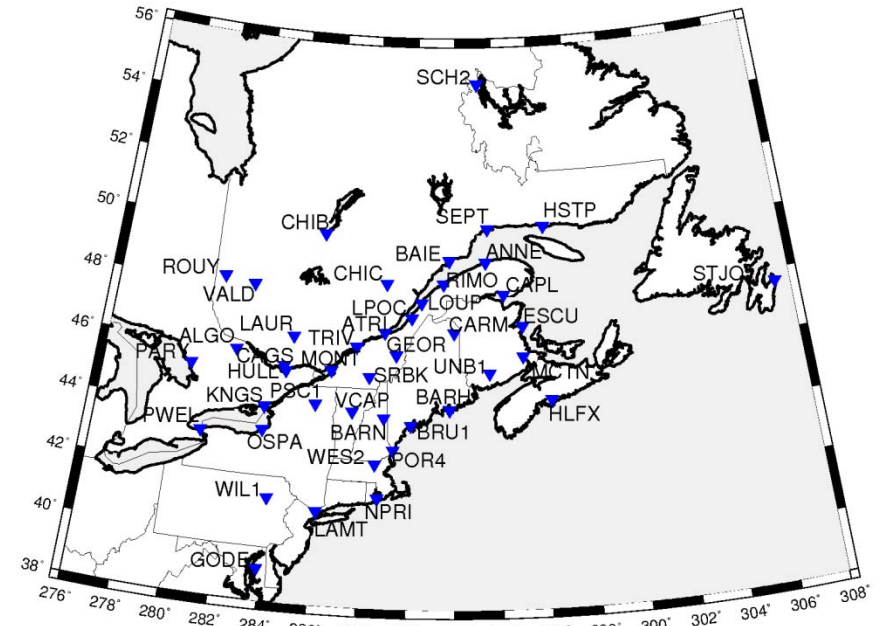 56°
54°
SCH2
52°
50°
SEPT
HSTP
CHIB
BAIE
ANNE
48°
ROUY
CHIC
RIMO
STJO
VALD
CAPL
LPOC
LOUP
46°
LAUR
ATRI
CARM
ESCU
ALGO
TRIV
GEOR
PARY
CAGS
MONT
UNB1
MCTN
HULL
SRBK
44°
KNGS
PSC1
VCAP
BARH
HLFX
PWEL
OSPA
BARN
BRU1
42°
WES2
POR4
WIL1
40°
NPRI
LAMT
GODE
38°
276°
278°
280°
282°
284°
300°
302°
304°
306°
308°